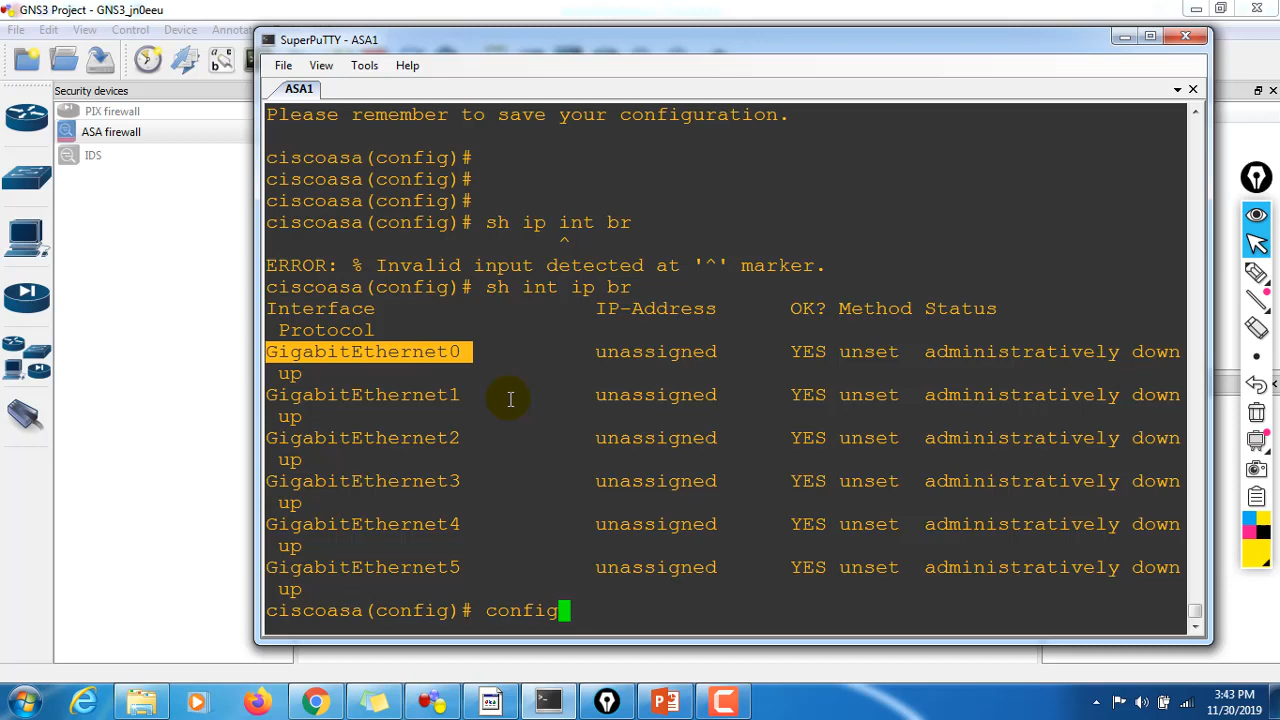 GNS3 Project - GNS3_jn0eeu
File Edit View Control Device Annota
Security devices
PIX firewall
ASA firewall
IDS
SuperPuTTY - ASA1
File View Tools Help
ASA1
Please remember to save your configuration.
ciscoasa(config)#
ciscoasa(config)#
ciscoasa(config)#
ciscoasa(config)# sh ip int br
^
ERROR: % Invalid input detected at '^' marker.
ciscoasa(config)# sh int ip br
Interface IP-Address OK? Method Status
Protocol
GigabitEthernet0 unassigned YES unset administratively down
up
GigabitEthernet1 unassigned YES unset administratively down
up
GigabitEthernet2 unassigned YES unset administratively down
up
GigabitEthernet3 unassigned YES unset administratively down
up
GigabitEthernet4 unassigned YES unset administratively down
up
GigabitEthernet5 unassigned YES unset administratively down
up
ciscoasa(config)# config
3:43 PM
11/30/2019